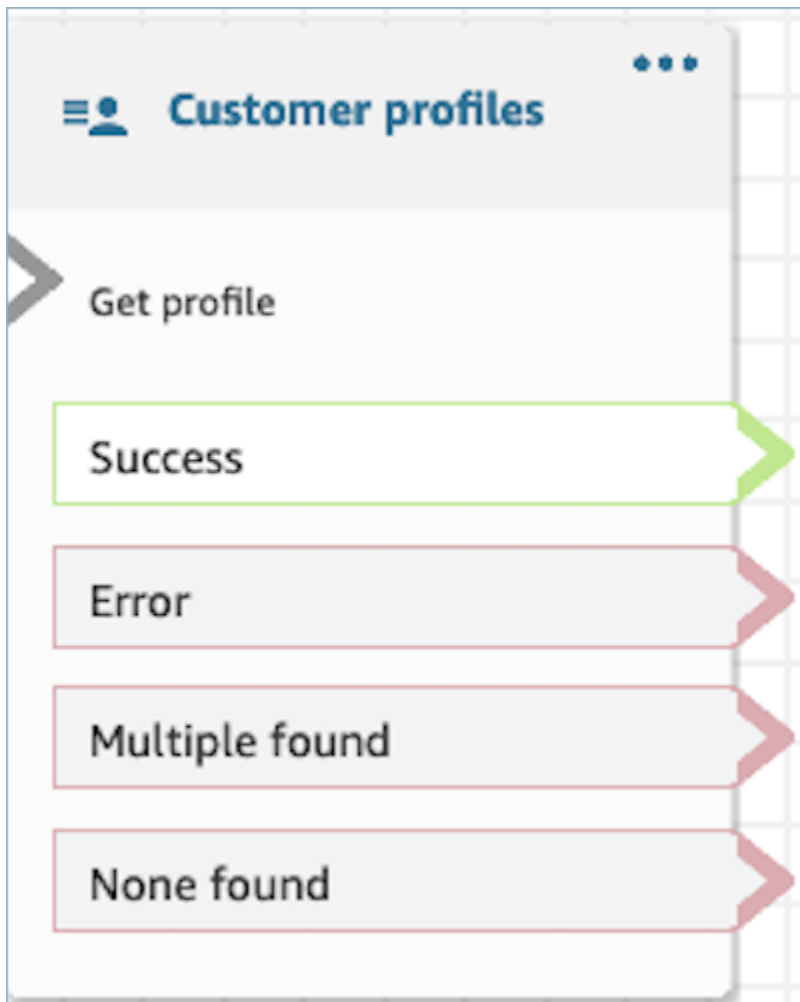 Customer profiles
Get profile
Success
Error
Multiple found
None found